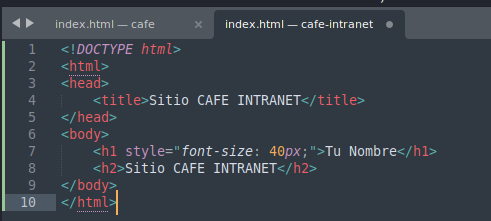 index.html — cafe
index.html — cafe-intranet
1 <!DOCTYPE html>
2 <html>
3 <head>
4 <title>Sitio CAFE INTRANET</title>
5 </head>
6 <body>
7 <h1 style="font-size: 40px;">Tu Nombre</h1>
8 <h2>Sitio CAFE INTRANET</h2>
9 </body>
10 </html>